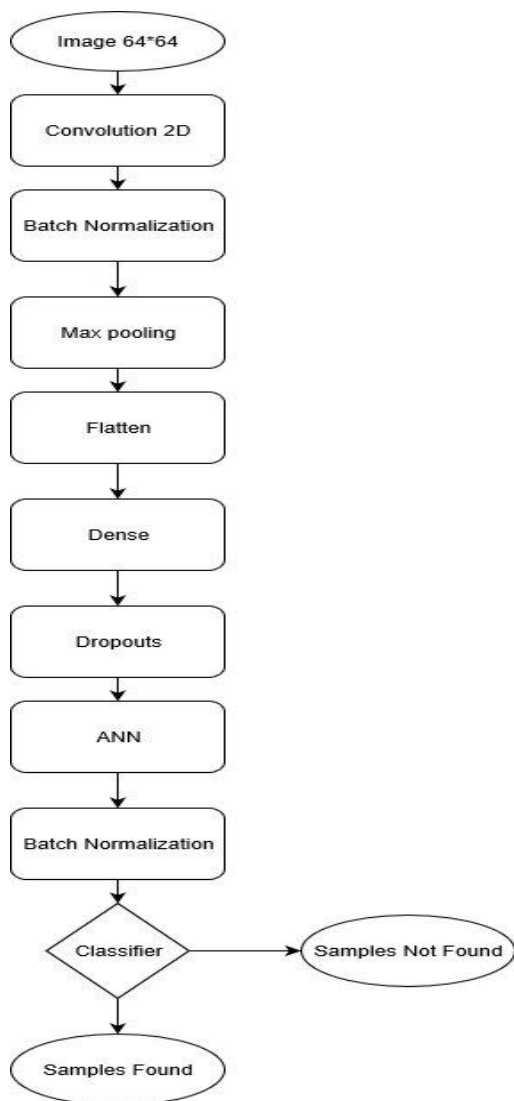 Image 64*64
Convolution 2D
Batch Normalization
Max pooling
Flatten
Dense
Dropouts
ANN
Batch Normalization
Classifier
Samples Not Found
Samples Found